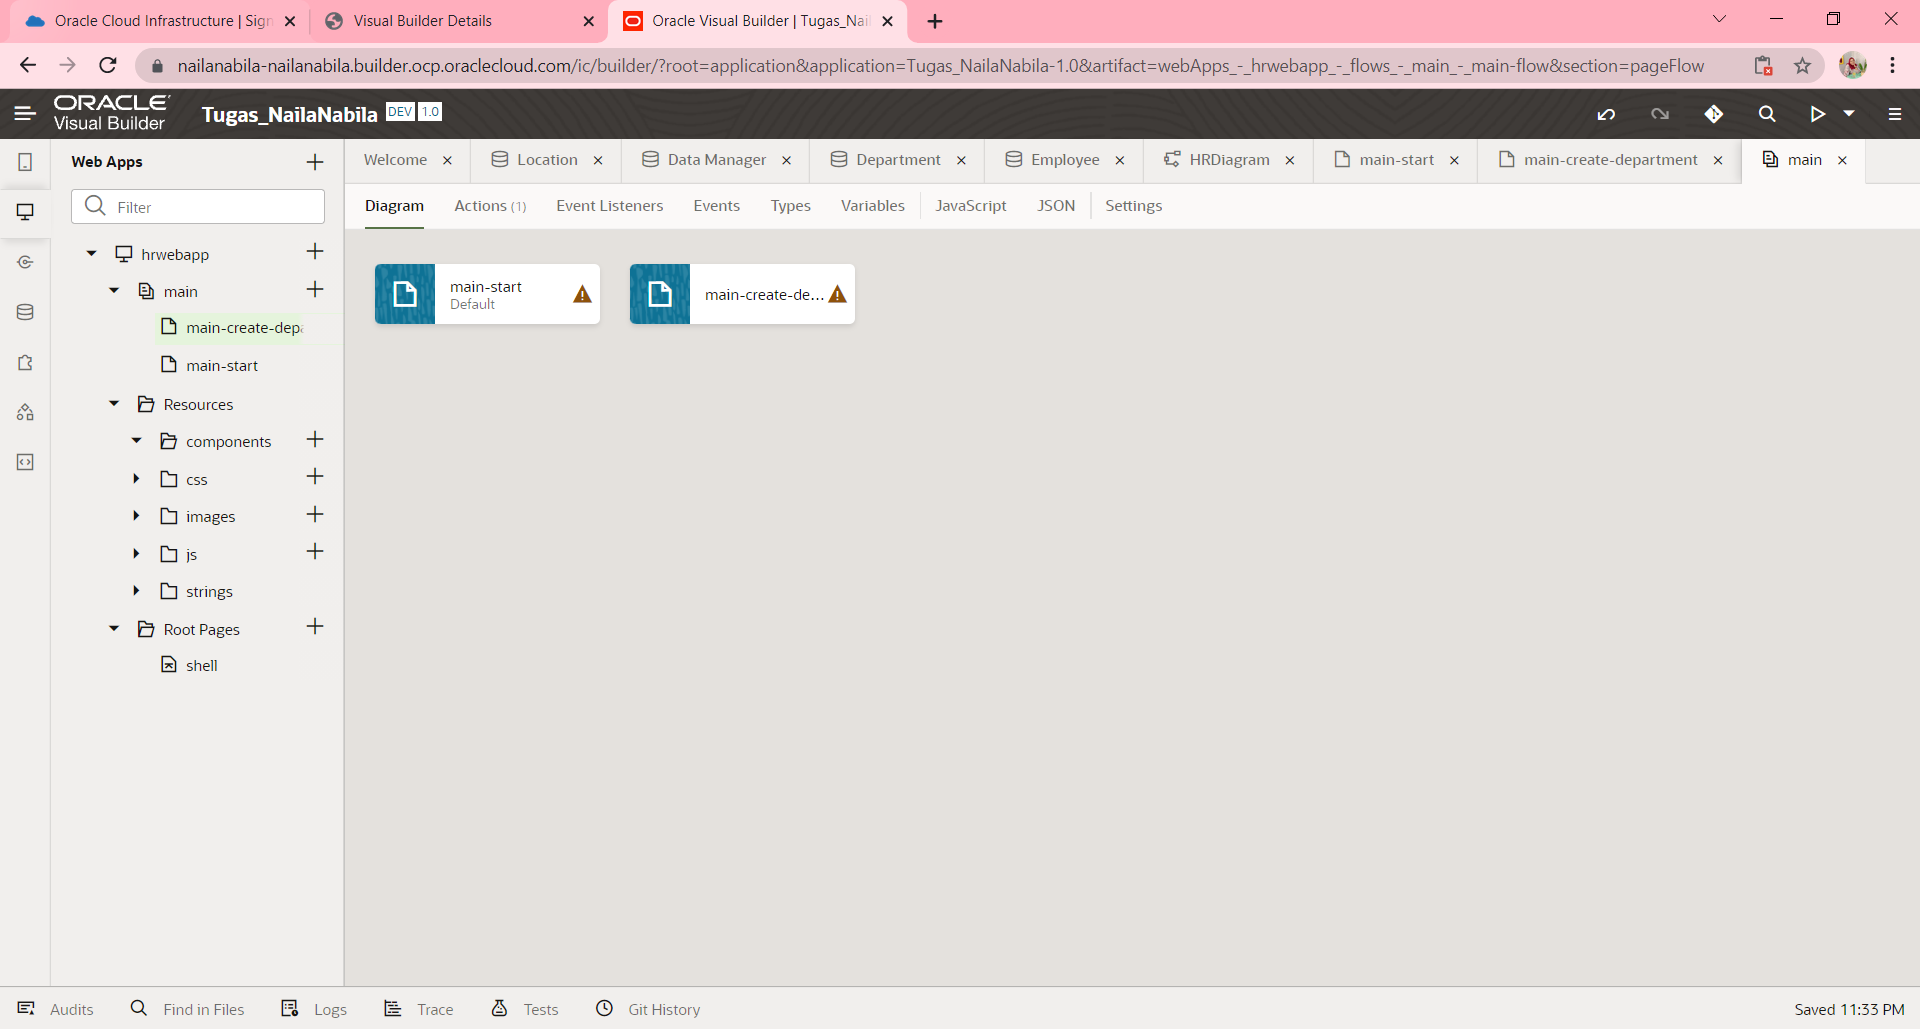 Oracle Cloud Infrastructure | Sign
Visual Builder Details
Oracle Visual Builder | Tugas_Nail
nailanabila-nailanabila.builder.ocp.oraclecloud.com/ic/builder/?root=application&application=Tugas_NailaNabila-1.0&artifact=webApps_-_hrwebapp_-_flows_-_main_-_main-flow&section=pageFlow
ORACLE
Visual Builder
Tugas_NailaNabila DEV 1.0
Web Apps
Filter
hrwebapp
main
main-create-depa
main-start
Resources
components
css
images
js
strings
Root Pages
shell
Welcome
Location
Data Manager
Department
Employee
HRDiagram
main-start
main-create-department
main
Diagram
Actions (1)
Event Listeners
Events
Types
Variables
JavaScript
JSON
Settings
main-start
Default
main-create-de...
Audits
Find in Files
Logs
Trace
Tests
Git History
Saved 11:33 PM